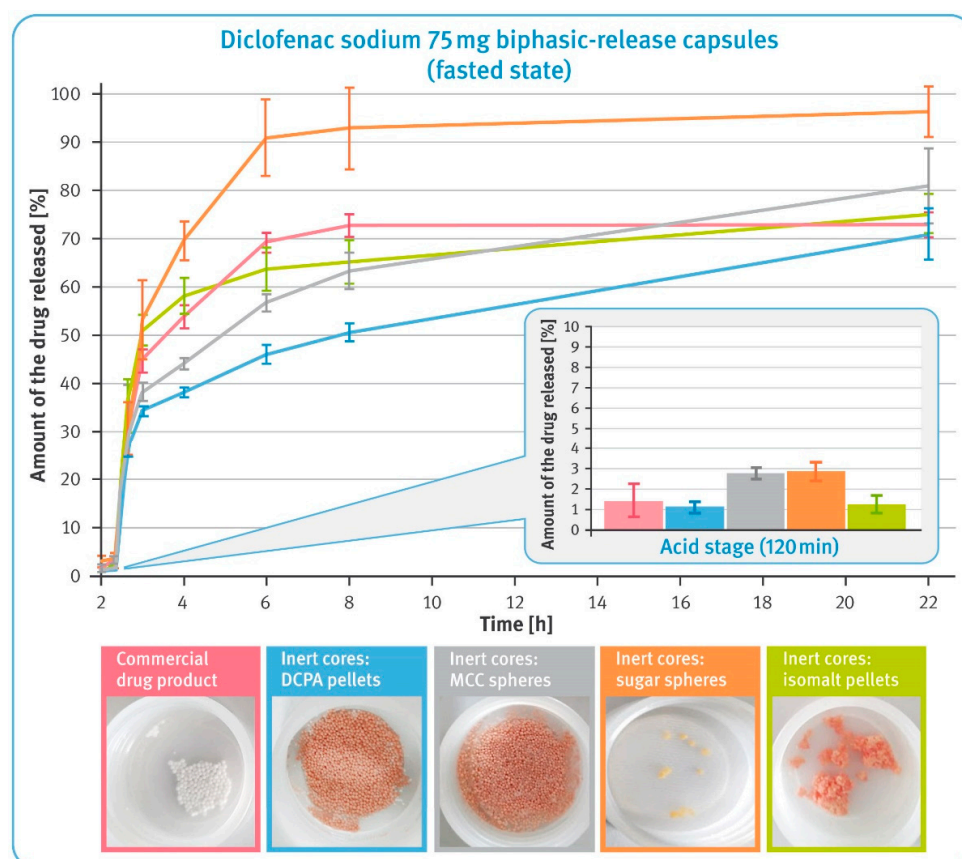 Diclofenac sodium 75 mg biphasic-release capsules
(fasted state)
Amount of the drug released [%]
100
90
80
70
60
50
40
30
20
10
0
2 4 6 8 10 12 14 16 18 20 22
Time [h]
Amount of the drug released [%]
10
9
8
7
6
5
4
3
2
1
0
Acid stage (120 min)
Commercial
drug product
Inert cores:
DCPA pellets
Inert cores:
MCC spheres
Inert cores:
sugar spheres
Inert cores:
isomalt pellets